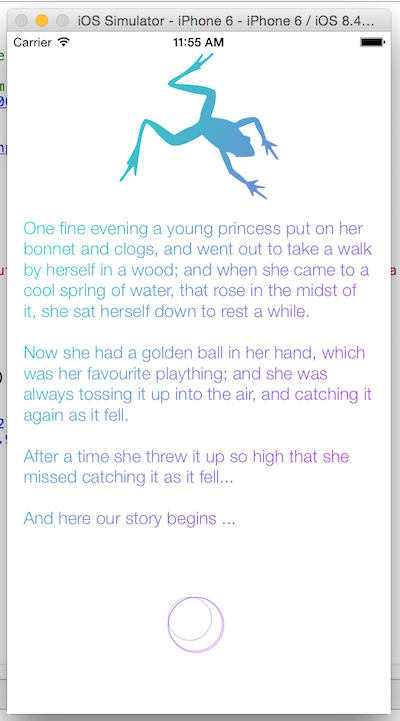 iOS Simulator - iPhone 6 - iPhone 6 / iOS 8.4...
Carrier 11:55 AM
One fine evening a young princess put on her
bonnet and clogs, and went out to take a walk
by herself in a wood; and when she came to a
cool spring of water, that rose in the midst of
it, she sat herself down to rest a while.
Now she had a golden ball in her hand, which
was her favourite plaything; and she was
always tossing it up into the air, and catching it
again as it fell.
After a time she threw it up so high that she
missed catching it as it fell...
And here our story begins ...